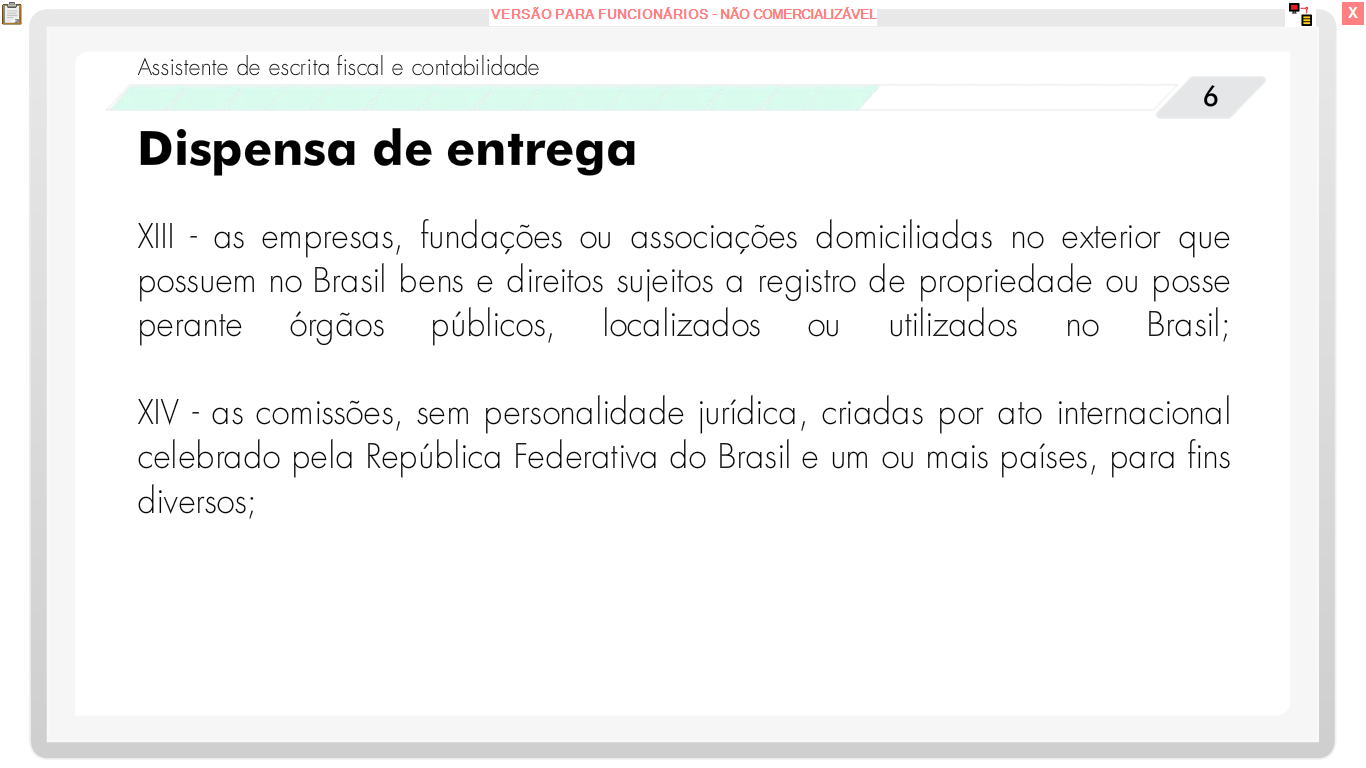 VERSÃO PARA FUNCIONÁRIOS - NÃO COMERCIALIZÁVEL
X
Assistente de escrita fiscal e contabilidade
6
Dispensa de entrega
XIII - as empresas, fundações ou associações domiciliadas no exterior que
possuem no Brasil bens e direitos sujeitos a registro de propriedade ou posse
perante órgãos públicos, localizados ou utilizados no Brasil;
XIV - as comissões, sem personalidade jurídica, criadas por ato internacional
celebrado pela República Federativa do Brasil e um ou mais países, para fins
diversos;